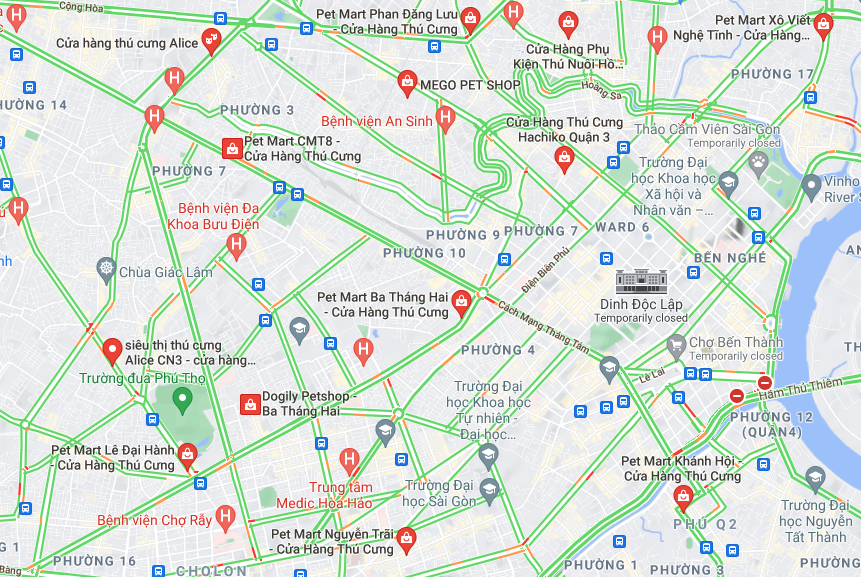 Cộng Hòa
Pet Mart Phan Đăng Lưu
- Cửa Hàng Thú Cưng
Cửa hàng thú cưng Alice
Cửa Hàng Phụ
Kiện Thú Nuôi Hồ...
Pet Mart Xô Viết
Nghệ Tĩnh - Cửa Hàng...
PHƯỜNG 17
MEGO PET SHOP
Hoàng Sa
HƯỜNG 14
PHƯỜNG 3
Bệnh viện An Sinh
Cửa Hàng Thú Cưng
Hachiko Quận 3
Thảo Cầm Viên Sài Gòn
Temporarily closed
Pet Mart CMT8 -
Cửa Hàng Thú Cưng
PHƯỜNG 7
Trường Đại
học Khoa học
Xã hội và
Nhân văn –...
Vinho
River S
Bệnh viện Đa
Khoa Bưu Điện
PHƯỜNG 9
PHƯỜNG 7
WARD 6
PHƯỜNG 10
BẾN NGHÉ
AN
Điện Biên Phủ
nh
Chùa Giác Lâm
Pet Mart Ba Tháng Hai
- Cửa Hàng Thú Cưng
Cách Mạng Tháng Tám
Dinh Độc Lập
Temporarily closed
siêu thị thú cưng
Alice CN3 - cửa hàng...
PHƯỜNG 4
Chợ Bến Thành
Temporarily closed
Trường đua Phú Thọ
Lê Lai
Hầm Thủ Thiêm
Dogily Petshop -
Ba Tháng Hai
Trường Đại
học Khoa học
Tự nhiên -
Đại học...
PHƯỜNG 12
(QUẬN4)
Pet Mart Lê Đại Hành
- Cửa Hàng Thú Cưng
Pet Mart Khánh Hội -
Cửa Hàng Thú Cưng
Trung tâm
Medic Hòa Hảo
Trường Đại
học Sài Gòn
Bệnh viện Chợ Rẫy
PHÚ Q2
Trường Đại
học Nguyễn
Tất Thành
Pet Mart Nguyễn Trãi
- Cửa Hàng Thú Cưng
G 1
PHƯỜNG 16
Bàng
CHOLON
PHƯỜNG 1
PHƯỜNG 3